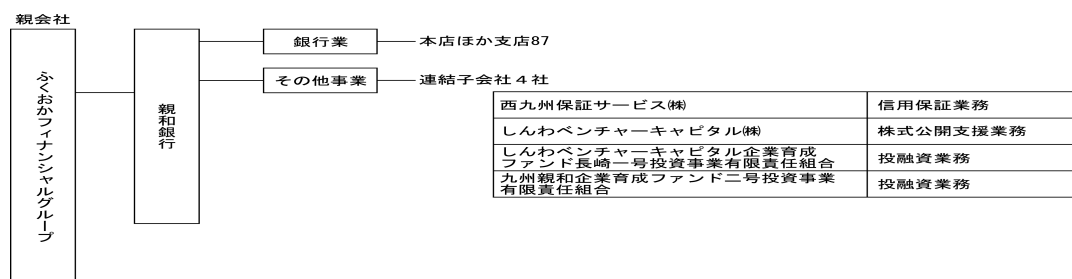 親会社
ふくおかフィナンシャルグループ
親和銀行
銀行業
本店ほか支店87
その他事業
連結子会社４社
西九州保証サービス㈱
信用保証業務
しんわベンチャーキャピタル㈱
株式公開支援業務
しんわベンチャーキャピタル企業育成
ファンド長崎一号投資事業有限責任組合
投融資業務
九州親和企業育成ファンド二号投資事業
有限責任組合
投融資業務